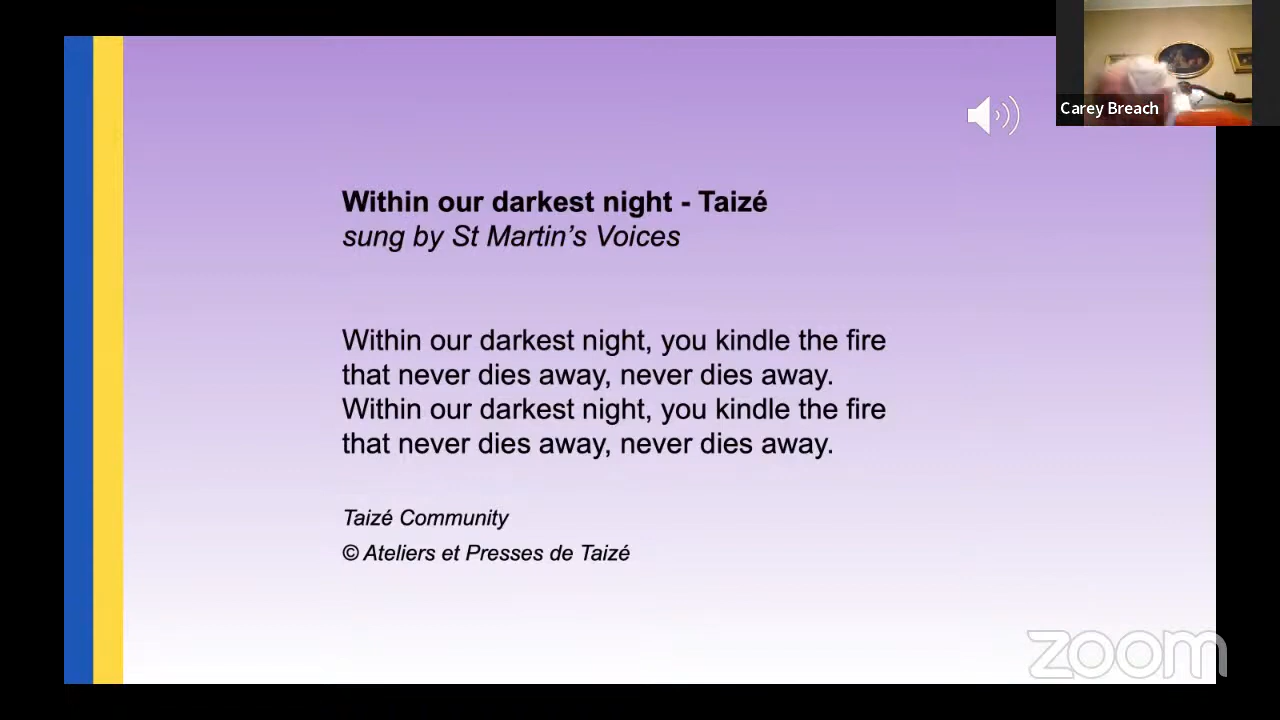 Carey Breach
Within our darkest night - Taizé
sung by St Martin’s Voices
Within our darkest night, you kindle the fire
that never dies away, never dies away.
Within our darkest night, you kindle the fire
that never dies away, never dies away.
Taizé Community
© Ateliers et Presses de Taizé
zoom